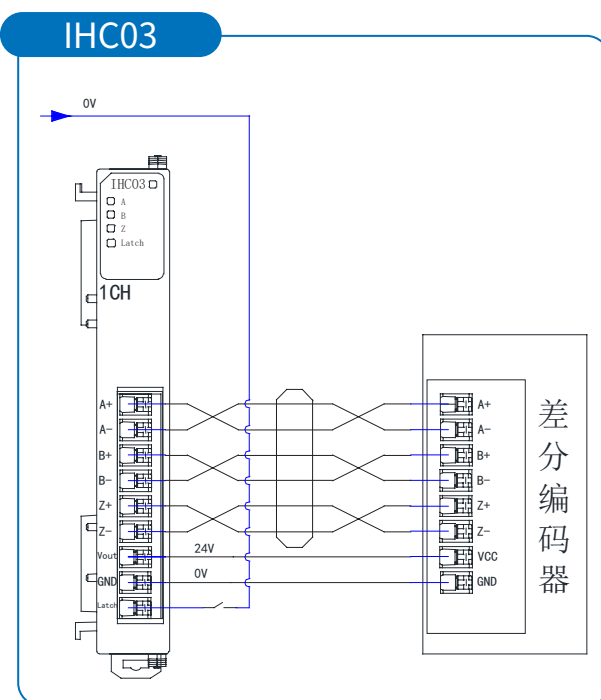 IHC03
0V
IHC03
A
B
Z
Latch
1CH
A+
A-
B+
B-
Z+
Z-
Vout
GND
Latch
24V
0V
A+
A-
B+
B-
Z+
Z-
VCC
GND
差分编码器